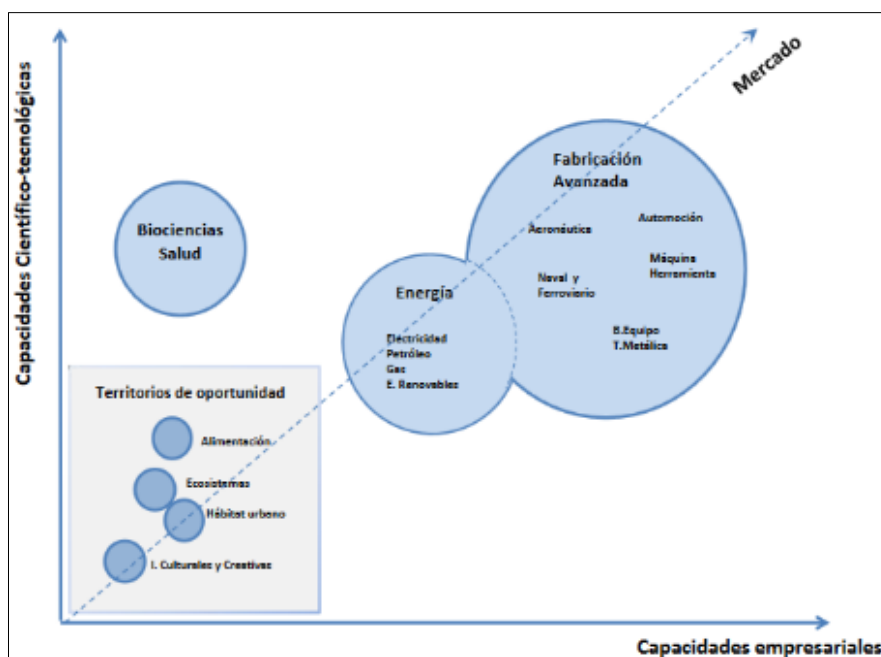 Capacidades Científico-tecnológicas
Mercado
Fabricación
Avanzada
Aeronáutica
Automoción
Máquina
Herramienta
Naval y
Ferroviario
B.Equipo
T.Metálica
Biociencias
Salud
Energía
Eléctricidad
Petróleo
Gas
E. Renovables
Territorios de oportunidad
Alimentación
Ecosistemas
Hábitat urbano
I. Culturales y Creativas
Capacidades empresariales